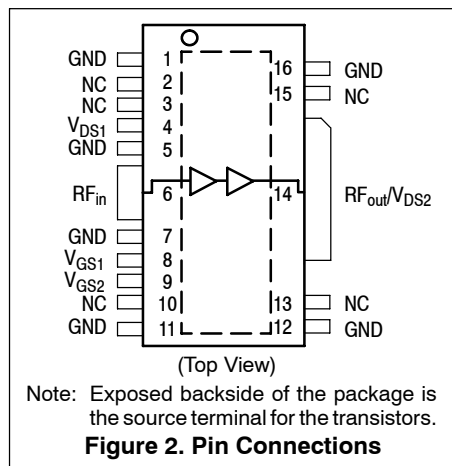 GND 1
NC 2
NC 3
VDS1 4
GND 5
RFin 6
GND 7
VGS1 8
VGS2 9
NC 10
GND 11
16 GND
15 NC
14 RFout/VDS2
13 NC
12 GND
(Top View)
Note: Exposed backside of the package is
the source terminal for the transistors.
Figure 2. Pin Connections